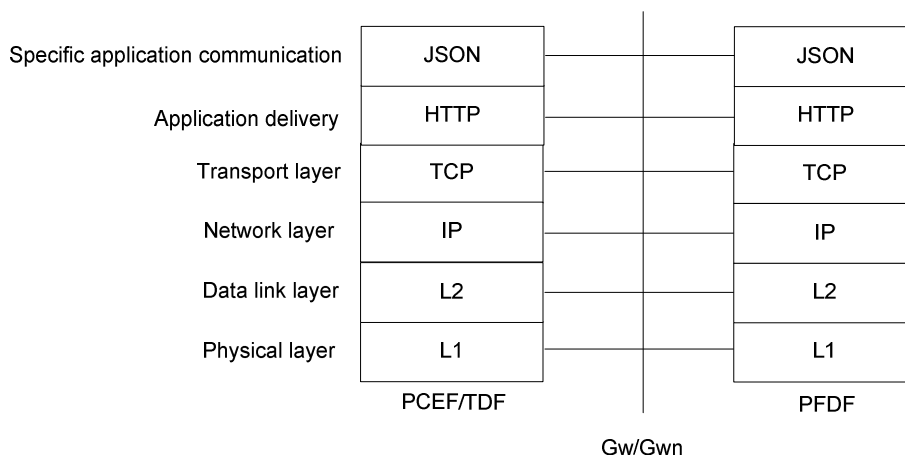 Specific application communication JSON JSON
Application delivery HTTP HTTP
Transport layer TCP TCP
Network layer IP IP
Data link layer L2 L2
Physical layer L1 L1
PCEF/TDF PFDF
Gw/Gwn